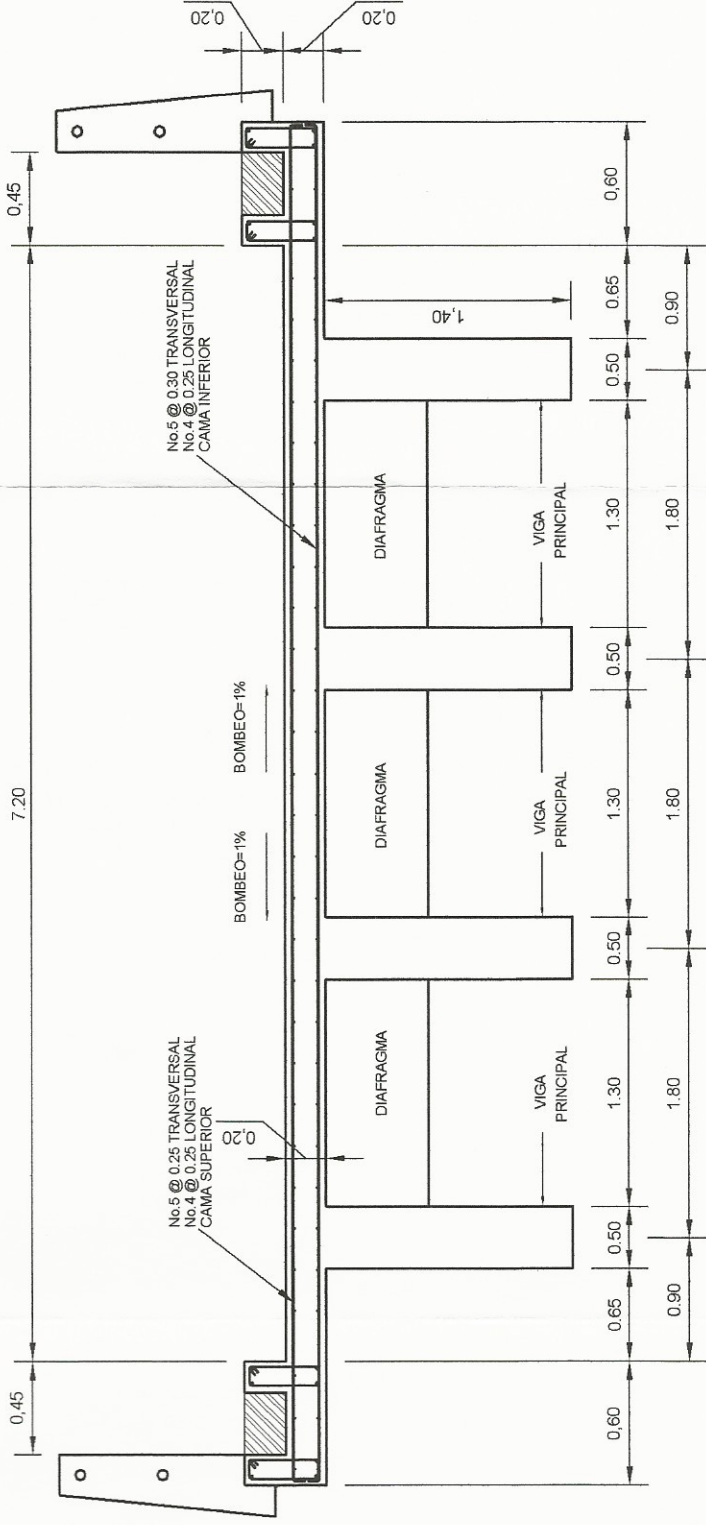 0,20
0,20
0,45
7.20
0,45
No.5 @ 0.25 TRANSVERSAL
No.4 @ 0.25 LONGITUDINAL
CAMA SUPERIOR
0,20
BOMBEO=1%
BOMBEO=1%
No.5 @ 0.30 TRANSVERSAL
No.4 @ 0.25 LONGITUDINAL
CAMA INFERIOR
DIAFRAGMA
DIAFRAGMA
DIAFRAGMA
1,40
VIGA
PRINCIPAL
VIGA
PRINCIPAL
VIGA
PRINCIPAL
0,60
0.65
0.50
1.30
0.50
1.30
0.50
1.30
0.50
0.65
0,60
0.90
1.80
1.80
1.80
0.90